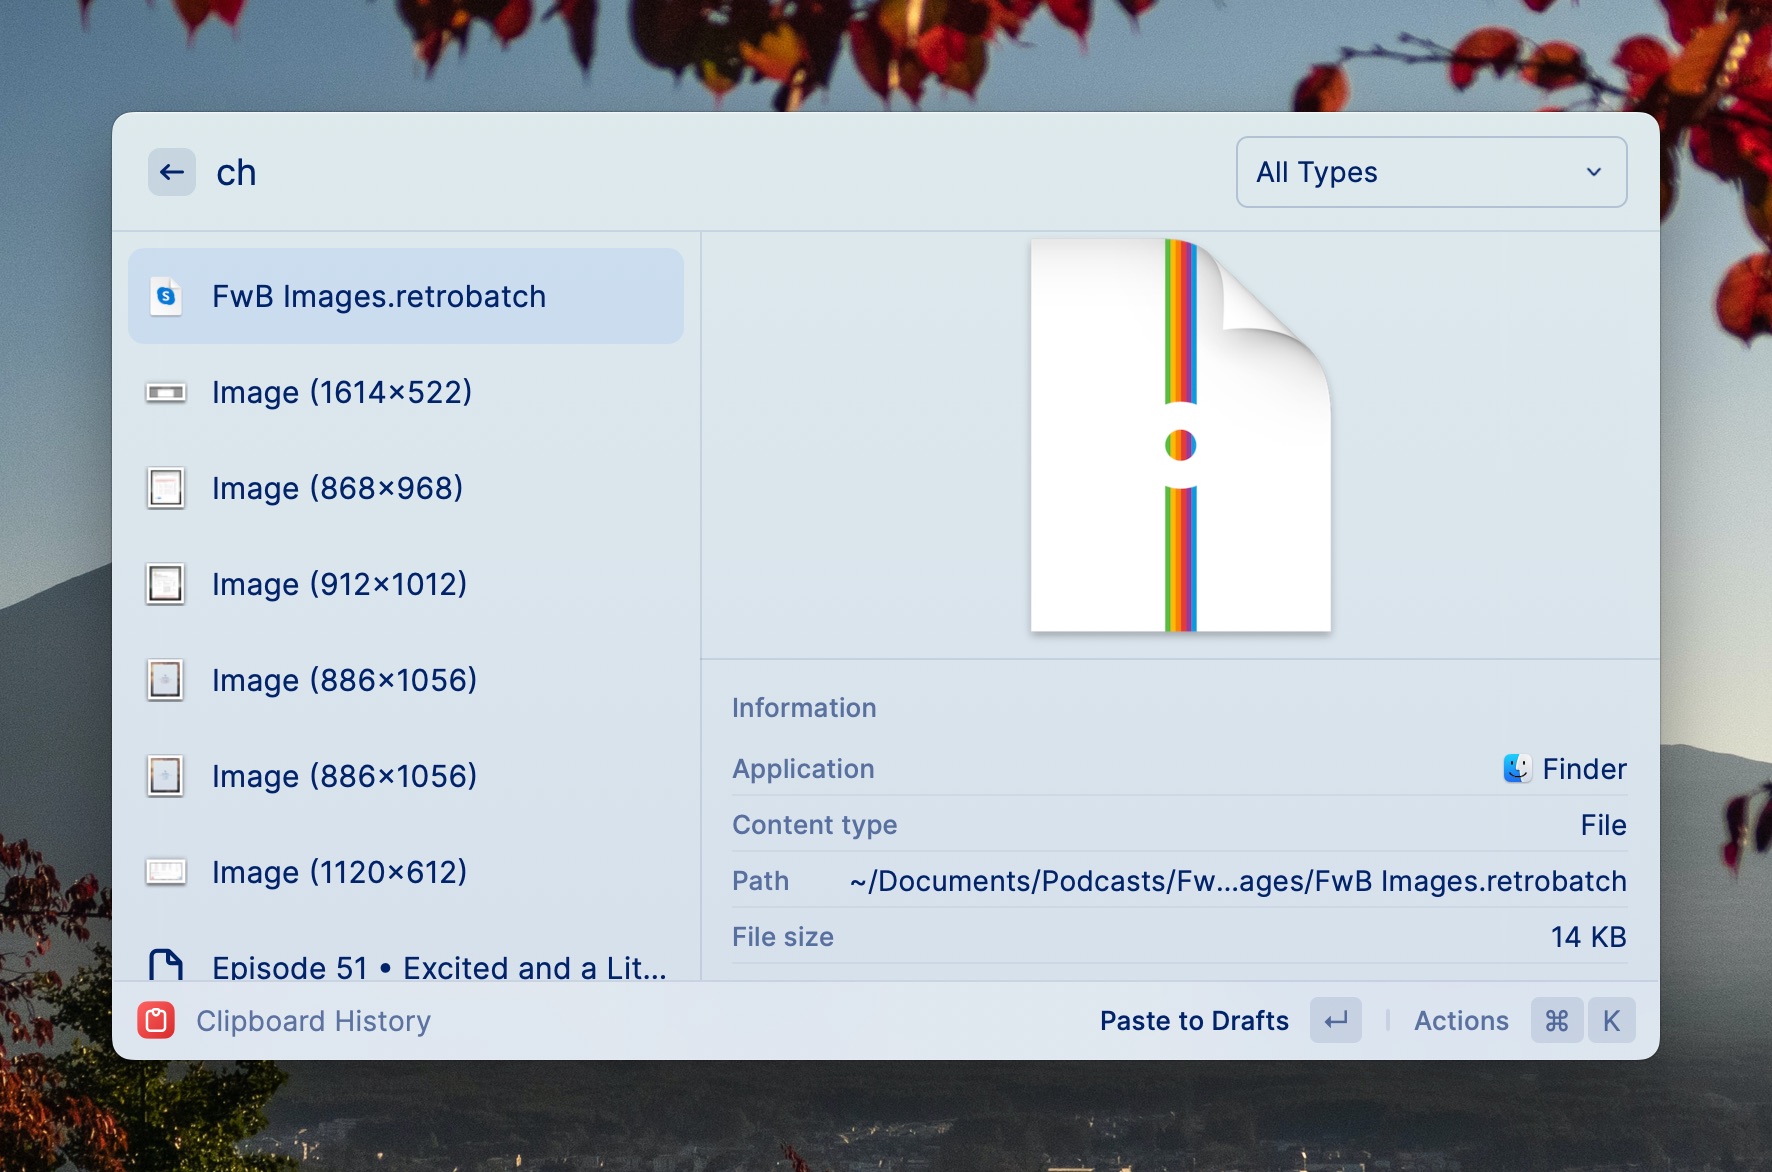 ch
All Types
FwB Images.retrobatch
Image (1614×522)
Image (868×968)
Image (912×1012)
Image (886×1056)
Image (886×1056)
Image (1120×612)
Episode 51 • Excited and a Lit...
Information
Application Finder
Content type File
Path ~/Documents/Podcasts/Fw...ages/FwB Images.retrobatch
File size 14 KB
Clipboard History
Paste to Drafts ↵
Actions ⌘ K